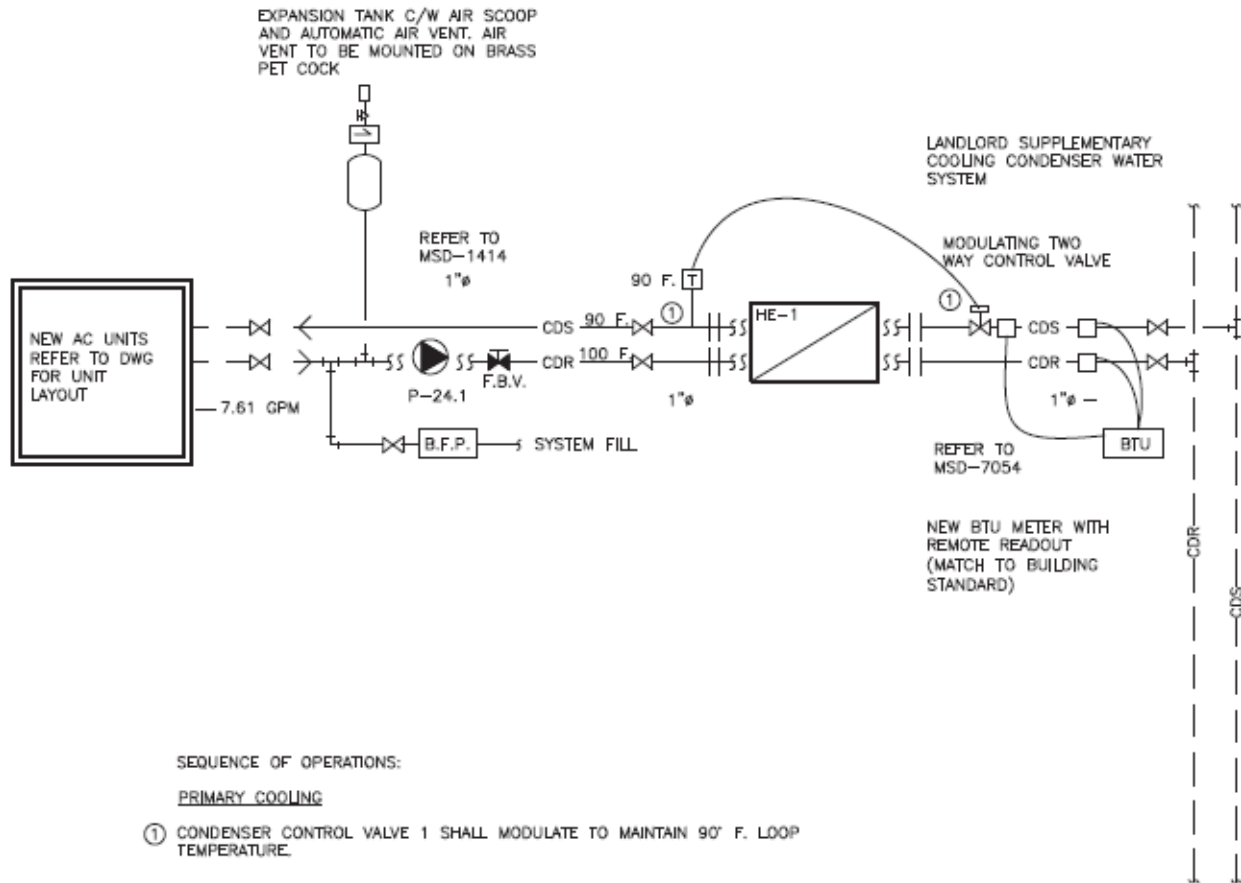 EXPANSION TANK C/W AIR SCOOP
AND AUTOMATIC AIR VENT. AIR
VENT TO BE MOUNTED ON BRASS
PET COCK
LANDLORD SUPPLEMENTARY
COOLING CONDENSER WATER
SYSTEM
REFER TO
MSD-1414
1"ø
MODULATING TWO
WAY CONTROL VALVE
90 F.
T
1
1
HE-1
NEW AC UNITS
REFER TO DWG
FOR UNIT
LAYOUT
CDS
90 F.
CDS
CDR
100 F.
CDR
F.B.V.
P-24.1
7.61 GPM
1"ø
1"ø
B.F.P.
SYSTEM FILL
BTU
REFER TO
MSD-7054
NEW BTU METER WITH
REMOTE READOUT
(MATCH TO BUILDING
STANDARD)
CDR
CDS
SEQUENCE OF OPERATIONS:
PRIMARY COOLING
1 CONDENSER CONTROL VALVE 1 SHALL MODULATE TO MAINTAIN 90° F. LOOP
TEMPERATURE.